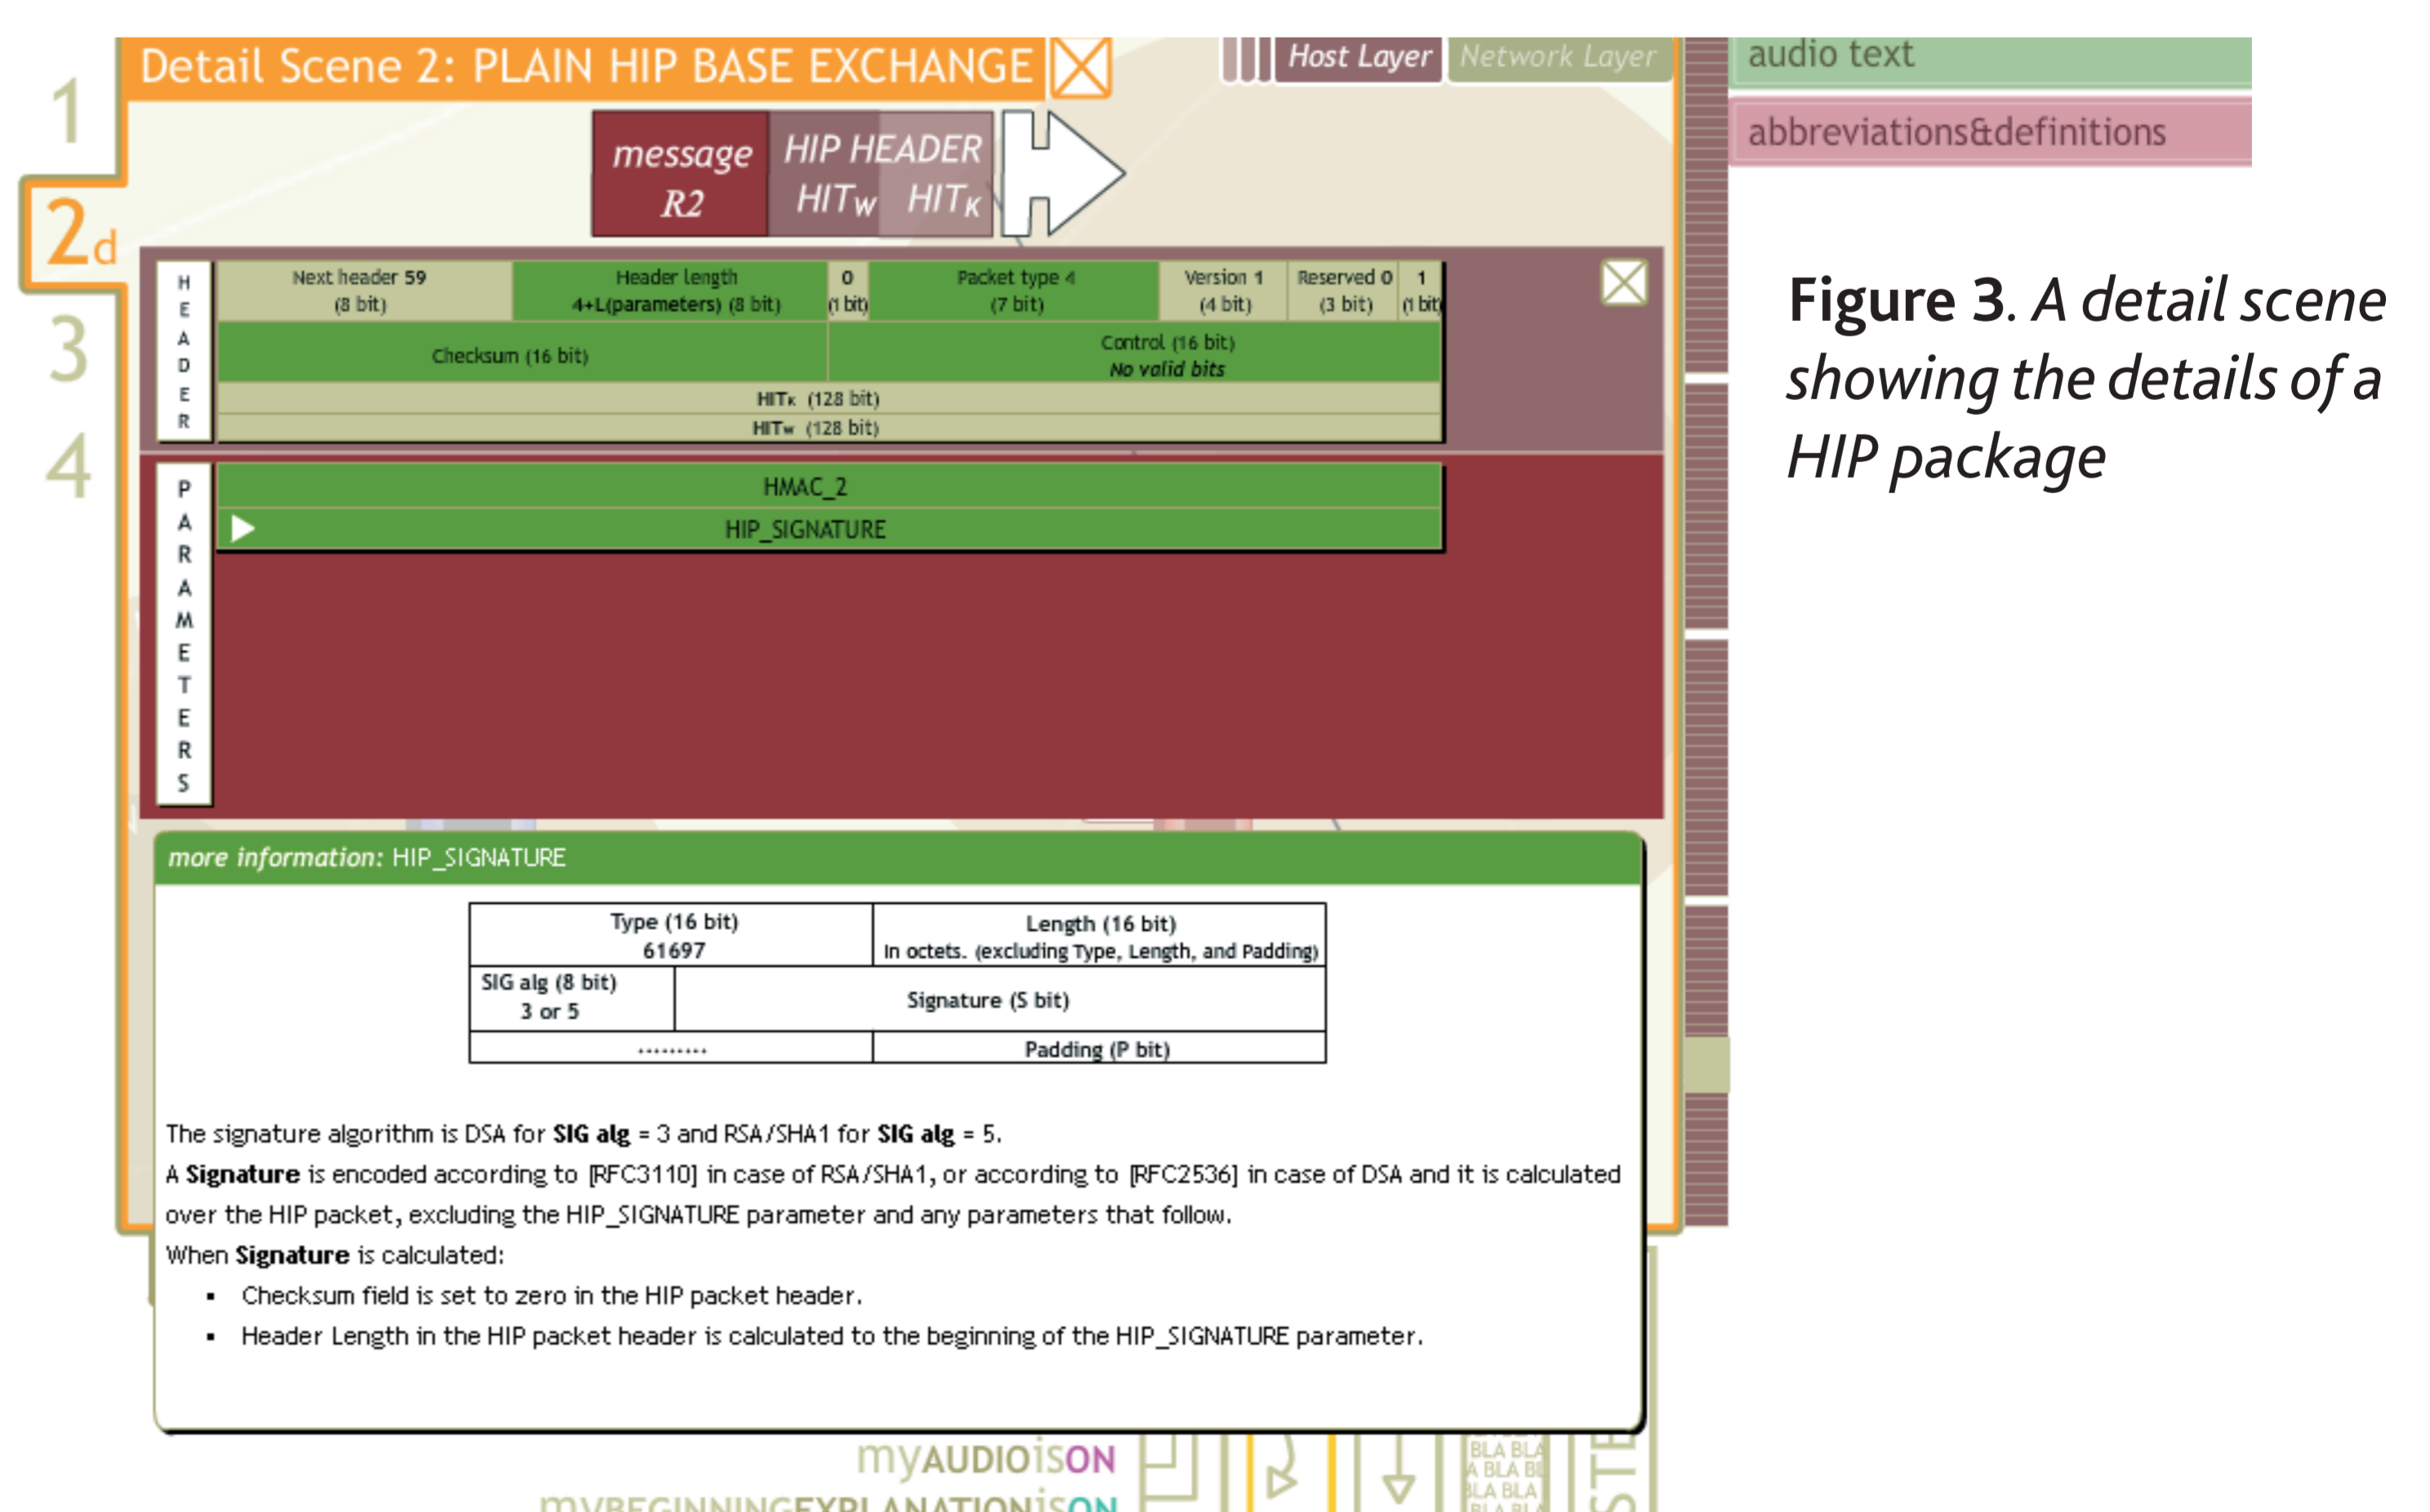 Detail Scene 2: PLAIN HIP BASE EXCHANGE
Host Layer
Network Layer
audio text
abbreviations&definitions
1
2d
3
4
message
R2
HIP HEADER
HITW HITK
HEADER
Next header 59
(8 bit)
Header length
4+L(parameters) (8 bit)
0
(1 bit)
Packet type 4
(7 bit)
Version 1
(4 bit)
Reserved 0
(3 bit)
1
(1 bit)
Checksum (16 bit)
Control (16 bit)
No valid bits
HITK (128 bit)
HITW (128 bit)
PARAMETERS
HMAC_2
HIP_SIGNATURE
Figure 3. A detail scene
showing the details of a
HIP package
more information: HIP_SIGNATURE
Type (16 bit)
61697
Length (16 bit)
In octets. (excluding Type, Length, and Padding)
SIG alg (8 bit)
3 or 5
Signature (S bit)
.........
Padding (P bit)
The signature algorithm is DSA for SIG alg = 3 and RSA/SHA1 for SIG alg = 5.
A Signature is encoded according to [RFC3110] in case of RSA/SHA1, or according to [RFC2536] in case of DSA and it is calculated
over the HIP packet, excluding the HIP_SIGNATURE parameter and any parameters that follow.
When Signature is calculated:
▪ Checksum field is set to zero in the HIP packet header.
▪ Header Length in the HIP packet header is calculated to the beginning of the HIP_SIGNATURE parameter.
myAUDIOisON
myBEGINNINGEXPLANATIONisON
BLA BLA
A BLA BL
BLA BLA
BLA BLA